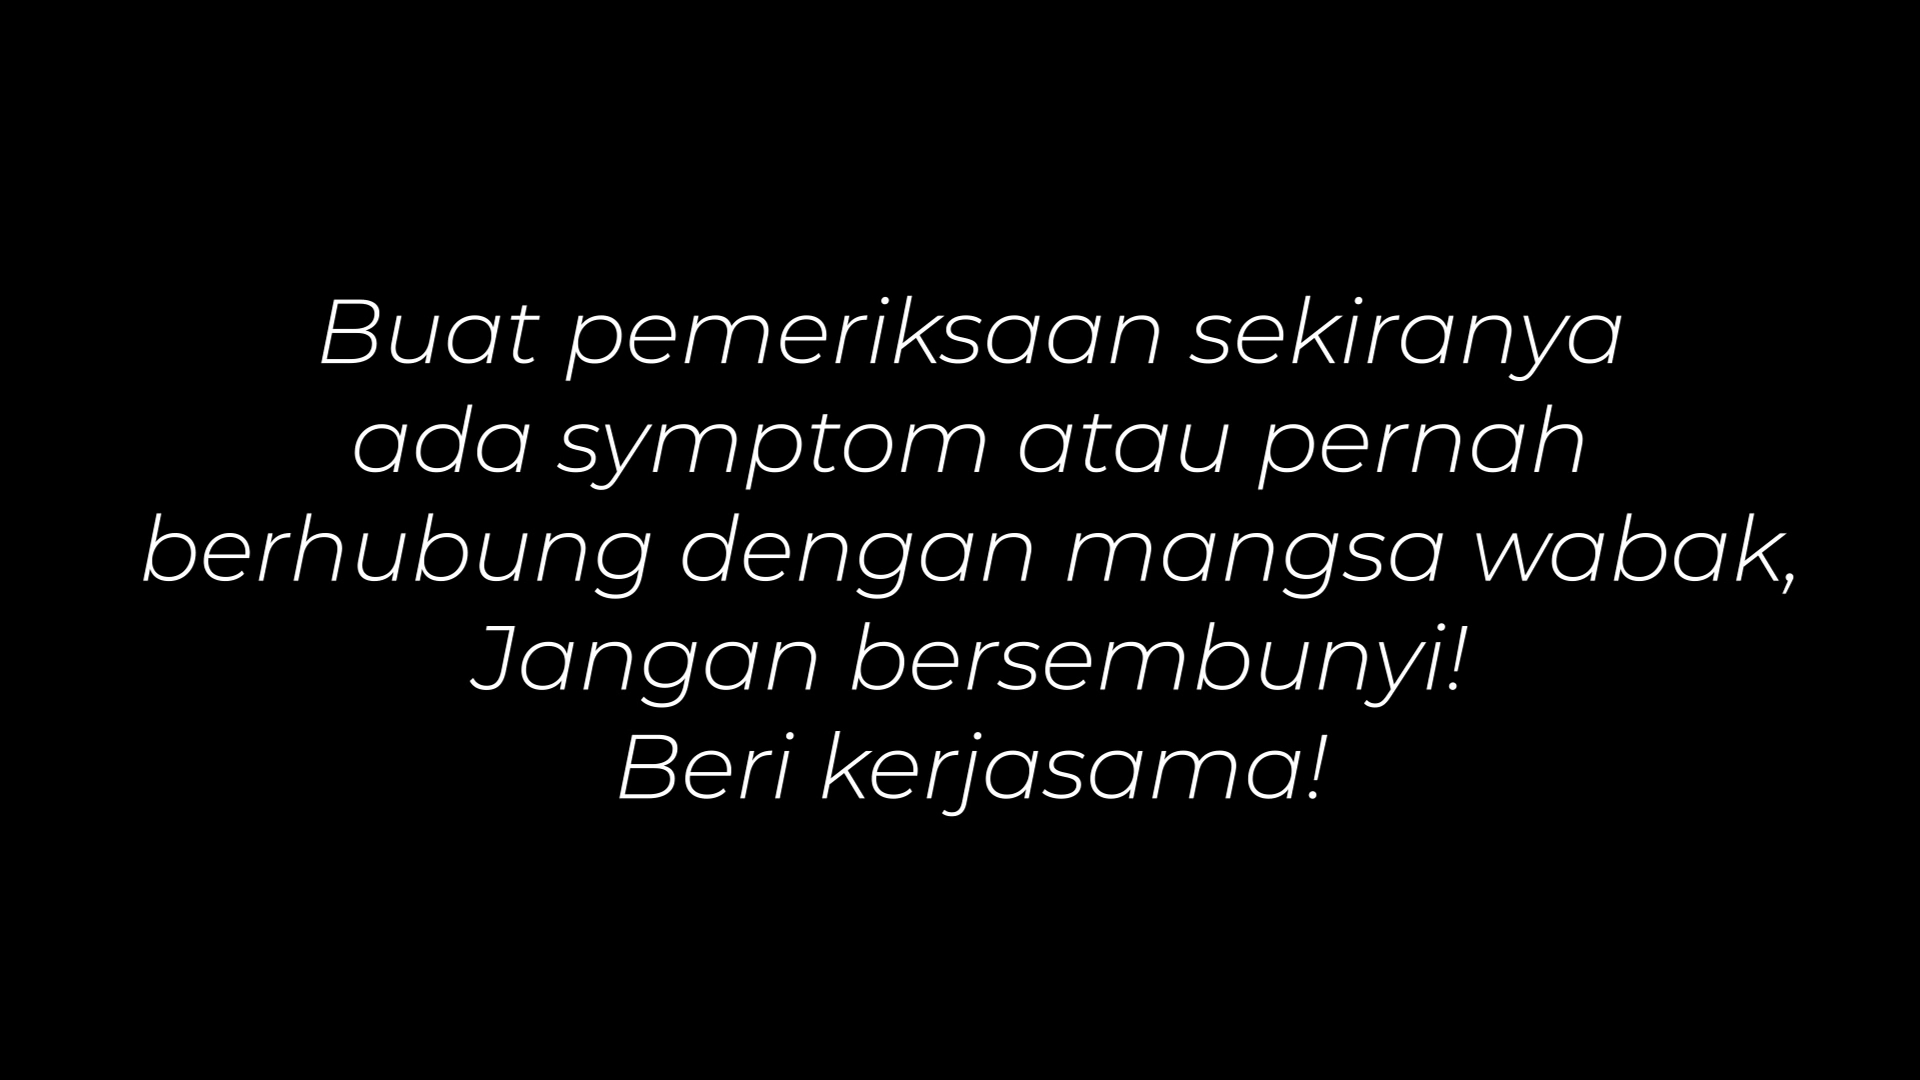 Buat pemeriksaan sekiranya
ada symptom atau pernah
berhubung dengan mangsa wabak,
Jangan bersembunyi!
Beri kerjasama!